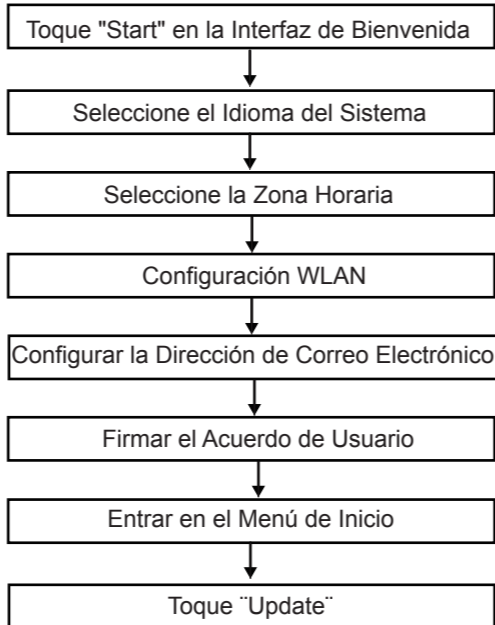 Toque "Start" en la Interfaz de Bienvenida
Seleccione el Idioma del Sistema
Seleccione la Zona Horaria
Configuración WLAN
Configurar la Dirección de Correo Electrónico
Firmar el Acuerdo de Usuario
Entrar en el Menú de Inicio
Toque ¨Update¨